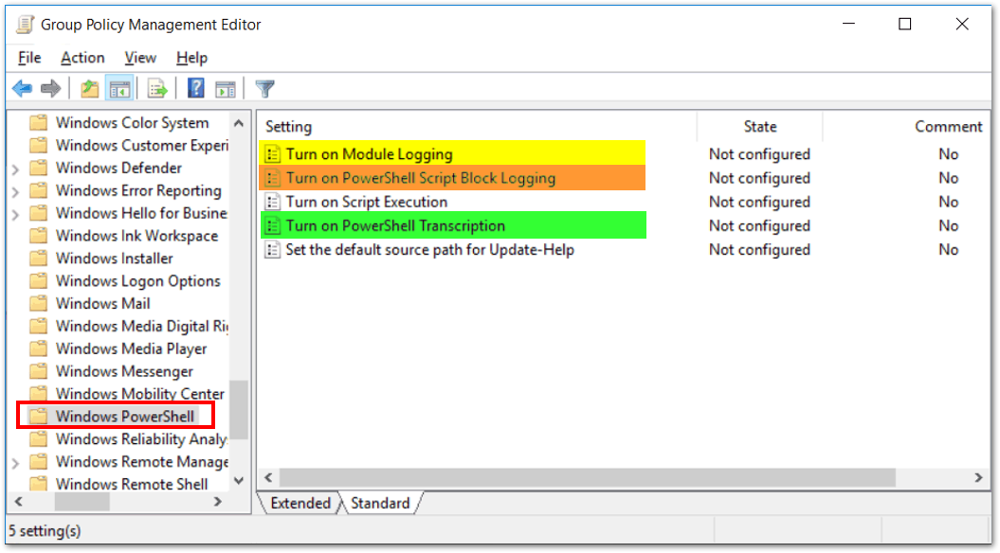 Group Policy Management Editor
File Action View Help
Windows Color System
Windows Customer Experi
Windows Defender
Windows Error Reporting
Windows Hello for Busine
Windows Ink Workspace
Windows Installer
Windows Logon Options
Windows Mail
Windows Media Digital Ri
Windows Media Player
Windows Messenger
Windows Mobility Center
Windows PowerShell
Windows Reliability Analy
Windows Remote Manage
Windows Remote Shell
Setting State Comment
Turn on Module Logging Not configured No
Turn on PowerShell Script Block Logging Not configured No
Turn on Script Execution Not configured No
Turn on PowerShell Transcription Not configured No
Set the default source path for Update-Help Not configured No
Extended Standard
5 setting(s)